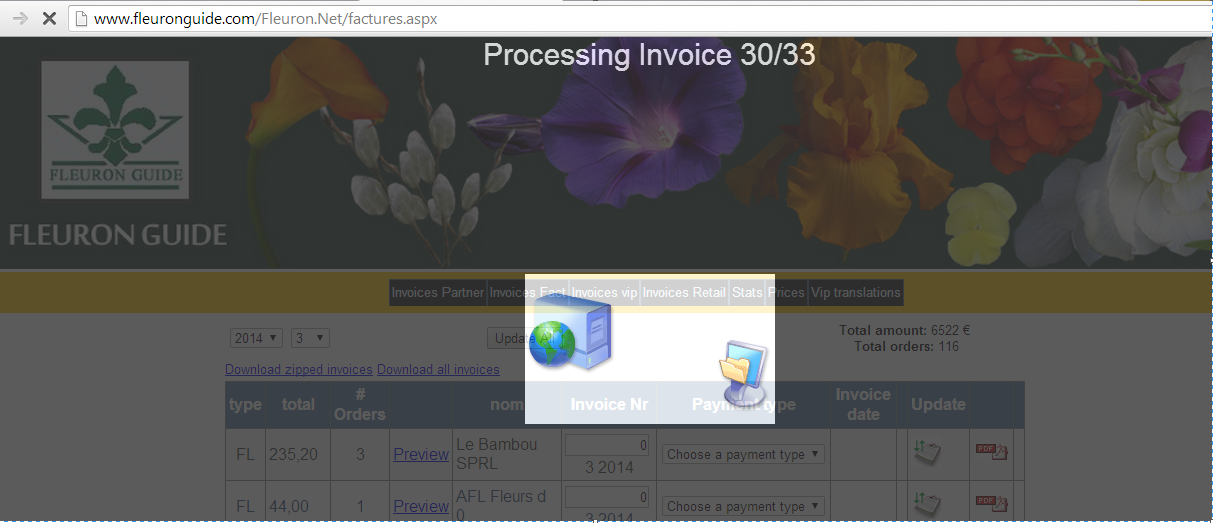 www.fleuronguide.com/Fleuron.Net/factures.aspx
Processing Invoice 30/33
FLEURON GUIDE
FLEURON GUIDE
Invoices Partner Invoices East Invoices vip Invoices Retail Stats Prices Vip translations
2014 3 Update All Total amount: 6522 €
Total orders: 116
Download zipped invoices Download all invoices
type total # Orders nom Invoice Nr Payment type Invoice date Update
FL 235,20 3 Preview Le Bambou SPRL 0 Choose a payment type PDF
3 2014
FL 44,00 1 Preview AFL Fleurs d 0 0 Choose a payment type PDF
3 2014